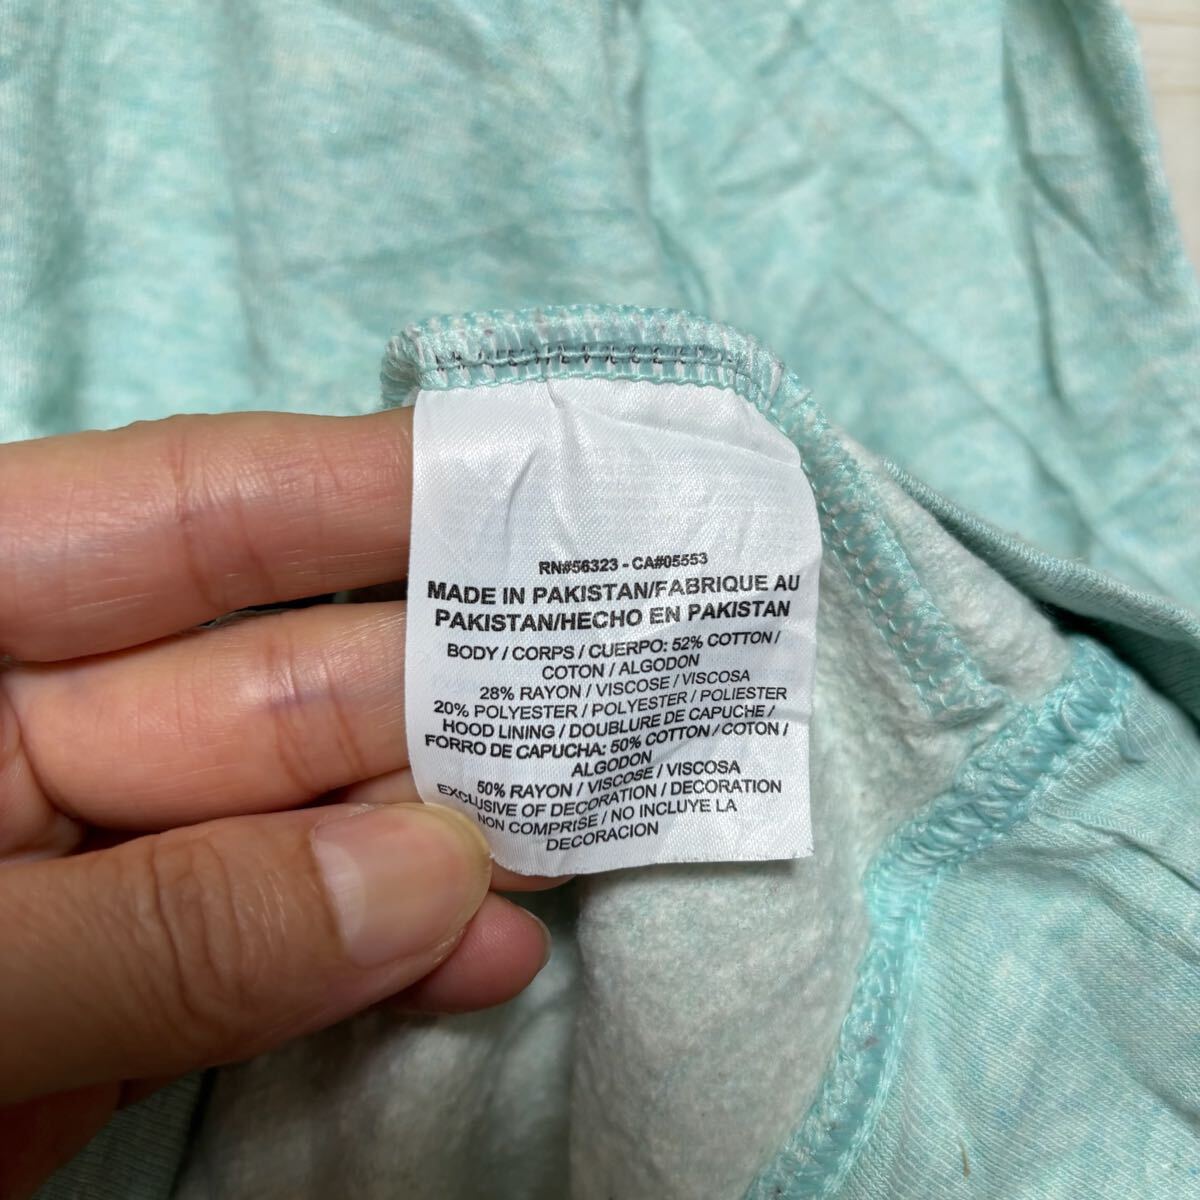 RN#56323 - CA#05553
MADE IN PAKISTAN/FABRIQUE AU
PAKISTAN/HECHO EN PAKISTAN
BODY / CORPS / CUERPO: 52% COTTON /
COTON / ALGODON
28% RAYON / VISCOSE / VISCOSA
20% POLYESTER / POLYESTER / POLIESTER
HOOD LINING / DOUBLURE DE CAPUCHE /
FORRO DE CAPUCHA: 50% COTTON / COTON /
ALGODON
50% RAYON / VISCOSE / VISCOSA
EXCLUSIVE OF DECORATION / DECORATION
NON COMPRISE / NO INCLUYE LA
DECORACION